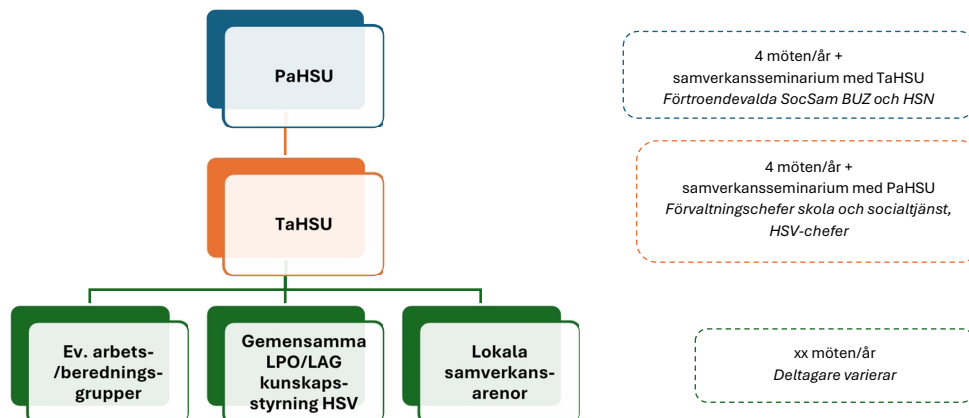 PaHSU
4 möten/år +
samverkansseminarium med TaHSU
Förtroendevalda SocSam BUZ och HSN
TaHSU
4 möten/år +
samverkansseminarium med PaHSU
Förvaltningschefer skola och socialtjänst,
HSV-chefer
Ev. arbets-
/berednings-
grupper
Gemensamma
LPO/LAG
kunskaps-
styrning HSV
Lokala
samverkans-
arenor
xx möten/år
Deltagare varierar